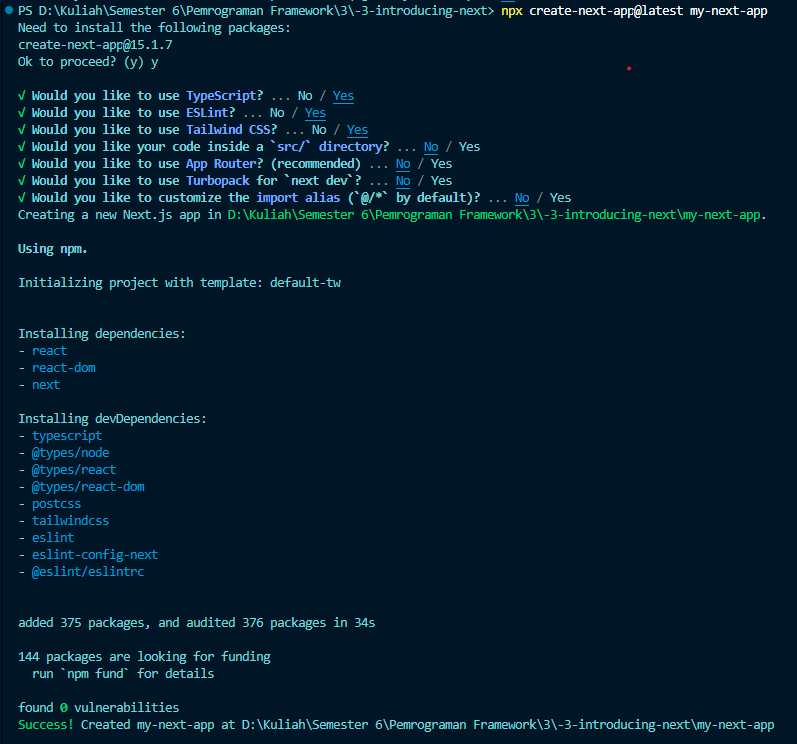 PS D:\Kuliah\Semester 6\Pemrograman Framework\3\-3-introducing-next> npx create-next-app@latest my-next-app
Need to install the following packages:
create-next-app@15.1.7
Ok to proceed? (y) y
√ Would you like to use TypeScript? ... No / Yes
√ Would you like to use ESLint? ... No / Yes
√ Would you like to use Tailwind CSS? ... No / Yes
√ Would you like your code inside a `src/` directory? ... No / Yes
√ Would you like to use App Router? (recommended) ... No / Yes
√ Would you like to use Turbopack for `next dev`? ... No / Yes
√ Would you like to customize the import alias (`@/*` by default)? ... No / Yes
Creating a new Next.js app in D:\Kuliah\Semester 6\Pemrograman Framework\3\-3-introducing-next\my-next-app.
Using npm.
Initializing project with template: default-tw
Installing dependencies:
- react
- react-dom
- next
Installing devDependencies:
- typescript
- @types/node
- @types/react
- @types/react-dom
- postcss
- tailwindcss
- eslint
- eslint-config-next
- @eslint/eslintrc
added 375 packages, and audited 376 packages in 34s
144 packages are looking for funding
  run `npm fund` for details
found 0 vulnerabilities
Success! Created my-next-app at D:\Kuliah\Semester 6\Pemrograman Framework\3\-3-introducing-next\my-next-app